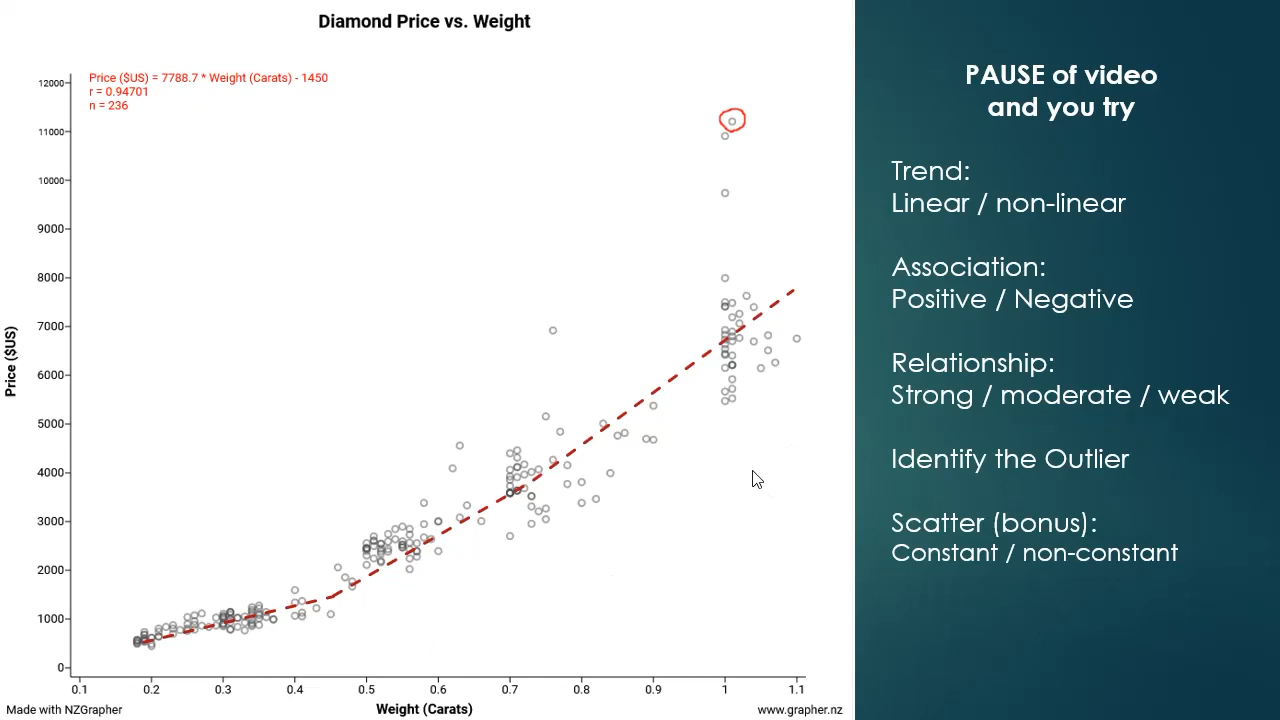 Diamond Price vs. Weight
Price ($US) = 7788.7 * Weight (Carats) - 1450
r = 0.94701
n = 236
Price ($US)
12000
11000
10000
9000
8000
7000
6000
5000
4000
3000
2000
1000
0
0.1 0.2 0.3 0.4 0.5 0.6 0.7 0.8 0.9 1 1.1
Weight (Carats)
Made with NZGrapher
www.grapher.nz
PAUSE of video
and you try
Trend:
Linear / non-linear
Association:
Positive / Negative
Relationship:
Strong / moderate / weak
Identify the Outlier
Scatter (bonus):
Constant / non-constant